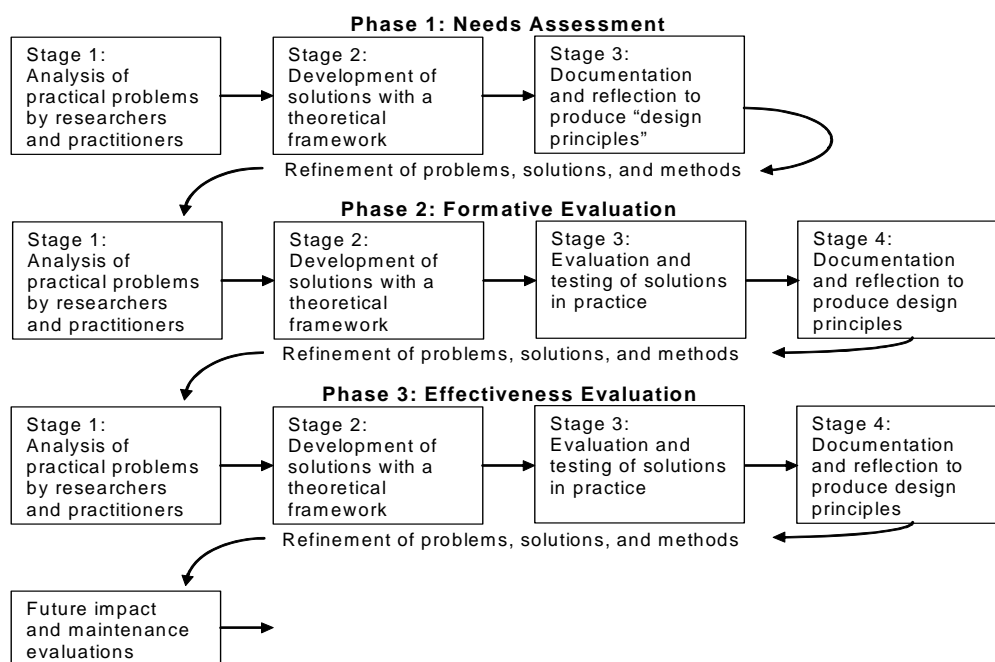 Phase 1: Needs Assessment
Stage 1:
Analysis of
practical problems
by researchers
and practitioners
Stage 2:
Development of
solutions with a
theoretical
framework
Stage 3:
Documentation
and reflection to
produce “design
principles”
Refinement of problems, solutions, and methods
Phase 2: Formative Evaluation
Stage 1:
Analysis of
practical problems
by researchers
and practitioners
Stage 2:
Development of
solutions with a
theoretical
framework
Stage 3:
Evaluation and
testing of solutions
in practice
Stage 4:
Documentation
and reflection to
produce design
principles
Refinement of problems, solutions, and methods
Phase 3: Effectiveness Evaluation
Stage 1:
Analysis of
practical problems
by researchers
and practitioners
Stage 2:
Development of
solutions with a
theoretical
framework
Stage 3:
Evaluation and
testing of solutions
in practice
Stage 4:
Documentation
and reflection to
produce design
principles
Refinement of problems, solutions, and methods
Future impact
and maintenance
evaluations